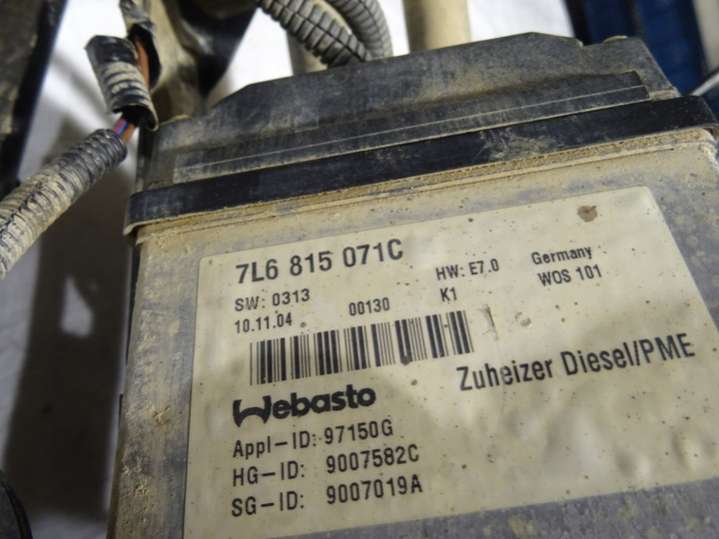 7L6 815 071C HW: E7.0 Germany
SW: 0313 00130 K1 WOS 101
10.11.04
Webasto Zuheizer Diesel/PME
Appl-ID: 97150G
HG-ID: 9007582C
SG-ID: 9007019A